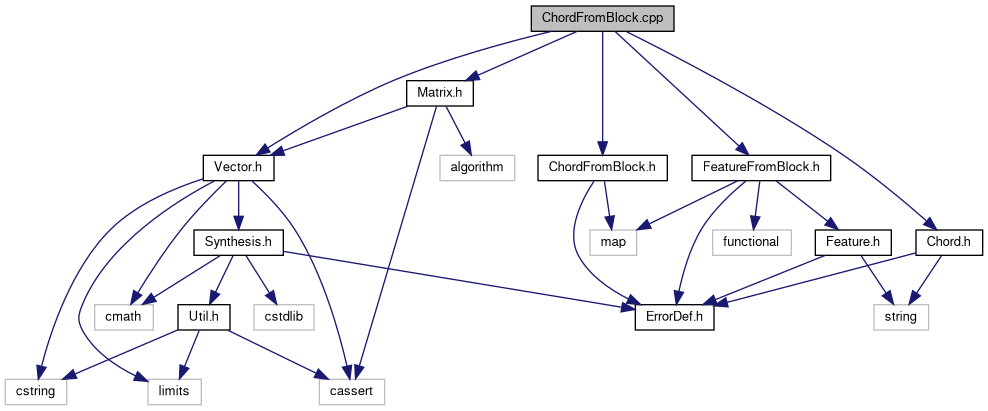 ChordFromBlock.cpp
Matrix.h
Vector.h
algorithm
ChordFromBlock.h
FeatureFromBlock.h
Synthesis.h
map
functional
Feature.h
Chord.h
cmath
Util.h
cstdlib
ErrorDef.h
string
cstring
limits
cassert